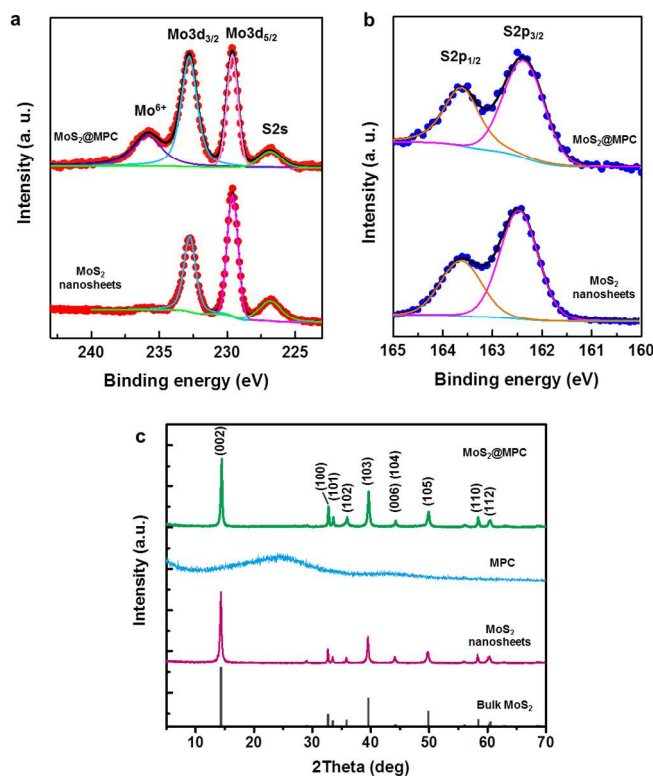 a
Mo3d3/2
Mo3d5/2
Mo6+
S2s
MoS2@MPC
MoS2
nanosheets
Intensity (a. u.)
240 235 230 225
Binding energy (eV)
b
S2p3/2
S2p1/2
MoS2@MPC
MoS2
nanosheets
Intensity (a. u.)
165 164 163 162 161 160
Binding energy (eV)
c
(002)
(100)
(101)
(102)
(103)
(006)
(104)
(105)
(110)
(112)
MoS2@MPC
MPC
MoS2
nanosheets
Bulk MoS2
Intensity (a.u.)
10 20 30 40 50 60 70
2Theta (deg)